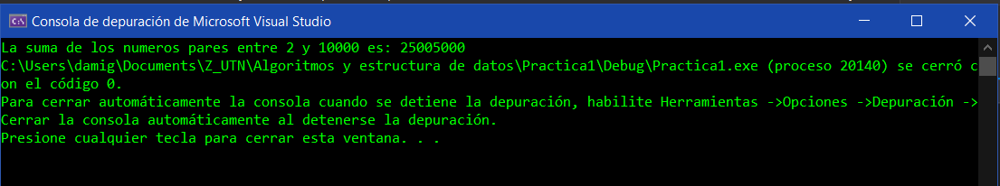 Consola de depuración de Microsoft Visual Studio
La suma de los numeros pares entre 2 y 10000 es: 25005000
C:\Users\damig\Documents\Z_UTN\Algoritmos y estructura de datos\Practica1\Debug\Practica1.exe (proceso 20140) se cerró c
on el código 0.
Para cerrar automáticamente la consola cuando se detiene la depuración, habilite Herramientas ->Opciones ->Depuración ->
Cerrar la consola automáticamente al detenerse la depuración.
Presione cualquier tecla para cerrar esta ventana. . .